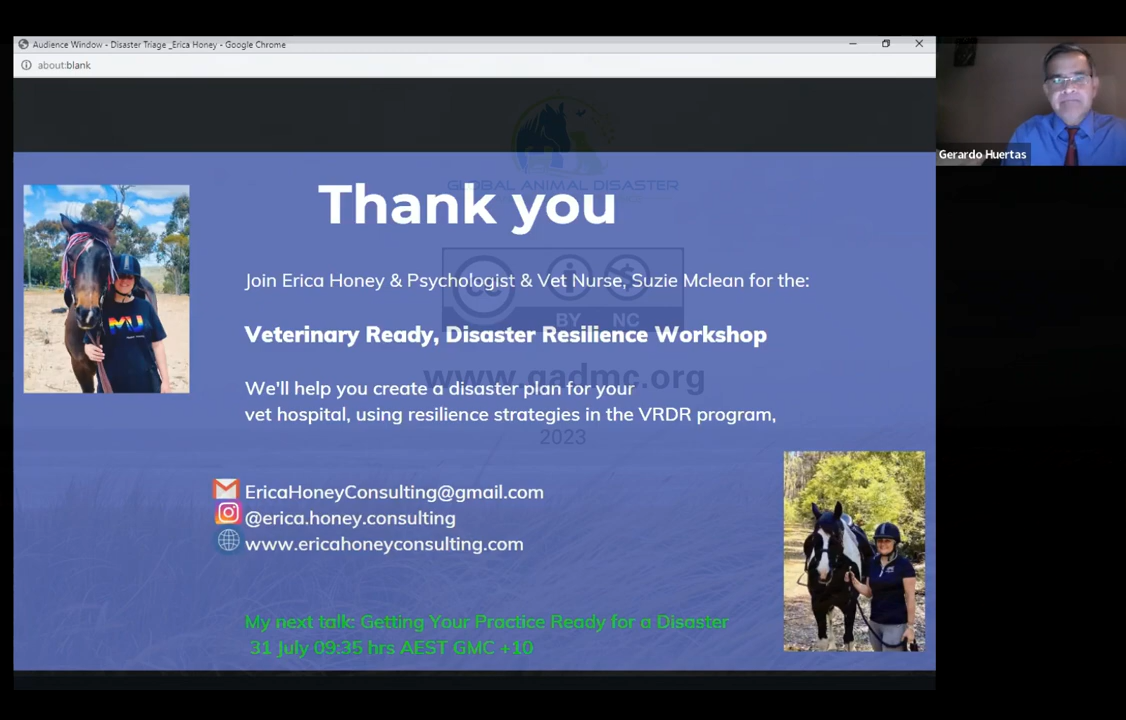 Audience Window - Disaster Triage _Erica Honey - Google Chrome
about:blank
Gerardo Huertas
GLOBAL ANIMAL DISASTER
Thank you
Join Erica Honey & Psychologist & Vet Nurse, Suzie Mclean for the:
cc
BY NC
Veterinary Ready, Disaster Resilience Workshop
www.gadmc.org
We'll help you create a disaster plan for your
vet hospital, using resilience strategies in the VRDR program,
2023
EricaHoneyConsulting@gmail.com
@erica.honey.consulting
www.ericahoneyconsulting.com
My next talk: Getting Your Practice Ready for a Disaster
31 July 09:35 hrs AEST GMC +10